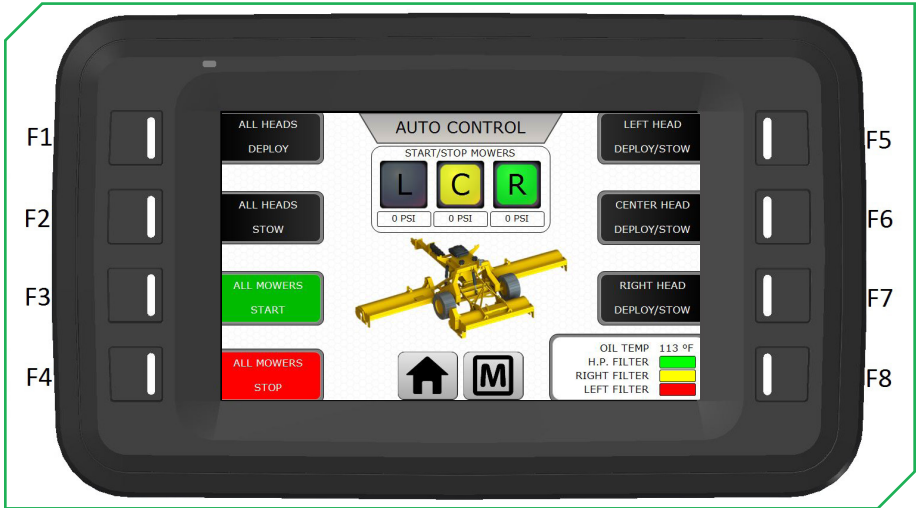 F1
F2
F3
F4
ALL HEADS
DEPLOY
ALL HEADS
STOW
ALL MOWERS
START
ALL MOWERS
STOP
AUTO CONTROL
START/STOP MOWERS
L C R
0 PSI 0 PSI 0 PSI
M
LEFT HEAD
DEPLOY/STOW
CENTER HEAD
DEPLOY/STOW
RIGHT HEAD
DEPLOY/STOW
OIL TEMP 113 ºF
H.P. FILTER
RIGHT FILTER
LEFT FILTER
F5
F6
F7
F8